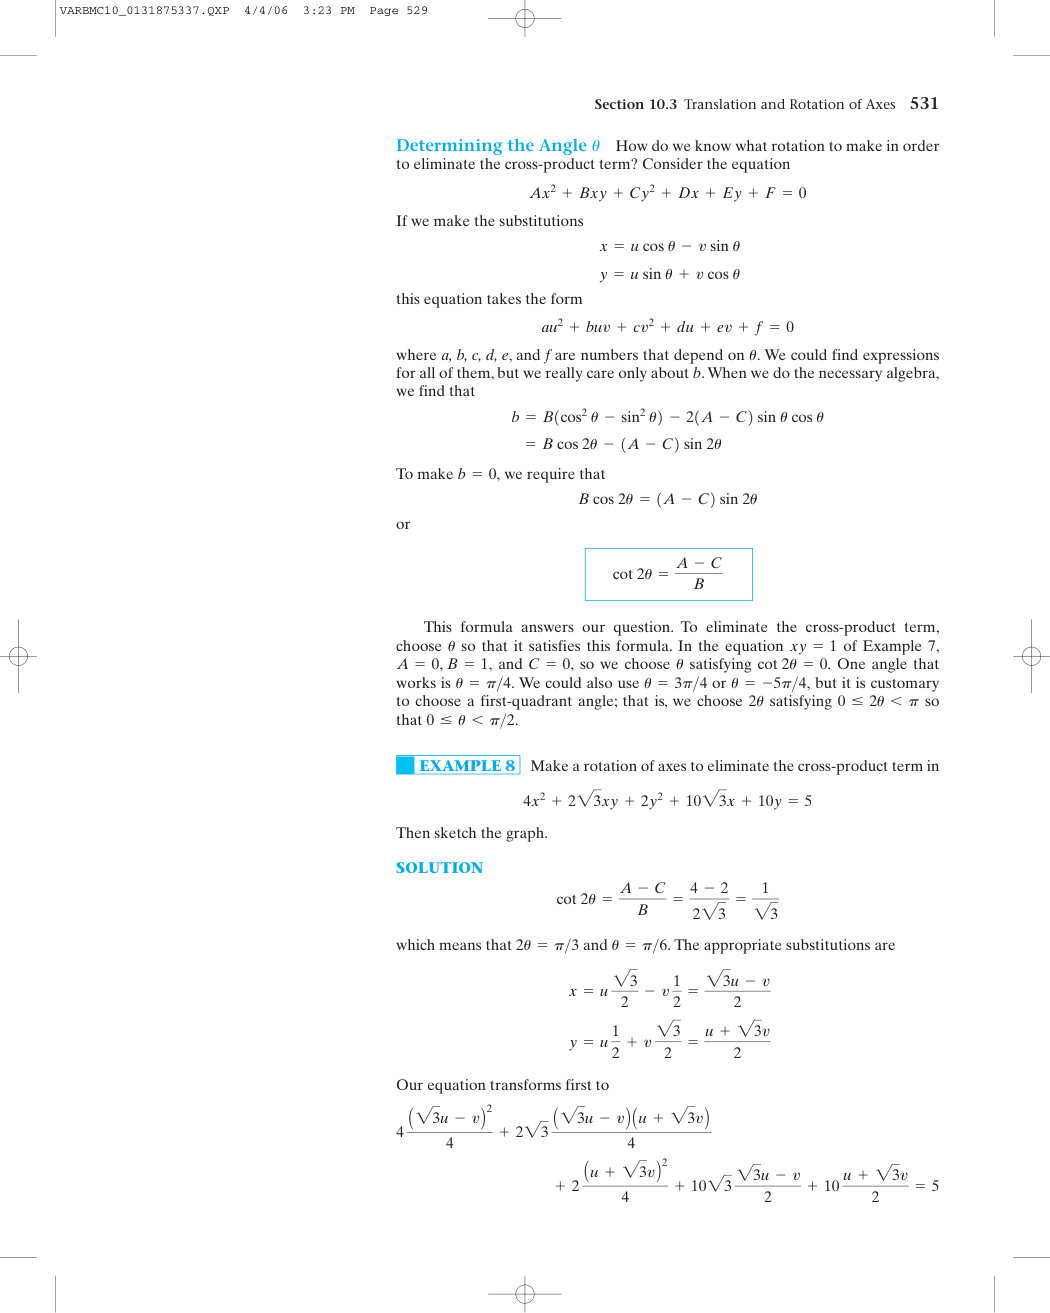 VARBMC10_0131875337.QXP 4/4/06 3:23 PM Page 529
Section 10.3 Translation and Rotation of Axes 531
Determining the Angle θ How do we know what rotation to make in order
to eliminate the cross-product term? Consider the equation
Ax² + Bxy + Cy² + Dx + Ey + F = 0
If we make the substitutions
x = u cos θ − v sin θ
y = u sin θ + v cos θ
this equation takes the form
au² + buv + cv² + du + ev + f = 0
where a, b, c, d, e, and f are numbers that depend on θ. We could find expressions
for all of them, but we really care only about b. When we do the necessary algebra,
we find that
b = B(cos² θ − sin² θ) − 2(A − C) sin θ cos θ
= B cos 2θ − (A − C) sin 2θ
To make b = 0, we require that
B cos 2θ = (A − C) sin 2θ
or
cot 2θ = (A − C)/B
This formula answers our question. To eliminate the cross-product term,
choose θ so that it satisfies this formula. In the equation xy = 1 of Example 7,
A = 0, B = 1, and C = 0, so we choose θ satisfying cot 2θ = 0. One angle that
works is θ = π/4. We could also use θ = 3π/4 or θ = −5π/4, but it is customary
to choose a first-quadrant angle; that is, we choose 2θ satisfying 0 ≤ 2θ < π so
that 0 ≤ θ < π/2.
EXAMPLE 8 Make a rotation of axes to eliminate the cross-product term in
4x² + 2√3xy + 2y² + 10√3x + 10y = 5
Then sketch the graph.
SOLUTION
cot 2θ = (A − C)/B = (4 − 2)/(2√3) = 1/√3
which means that 2θ = π/3 and θ = π/6. The appropriate substitutions are
x = u √3/2 − v 1/2 = (√3u − v)/2
y = u 1/2 + v √3/2 = (u + √3v)/2
Our equation transforms first to
4 (√3u − v)²/4 + 2√3 (√3u − v)(u + √3v)/4
+ 2 (u + √3v)²/4 + 10√3 (√3u − v)/2 + 10 (u + √3v)/2 = 5